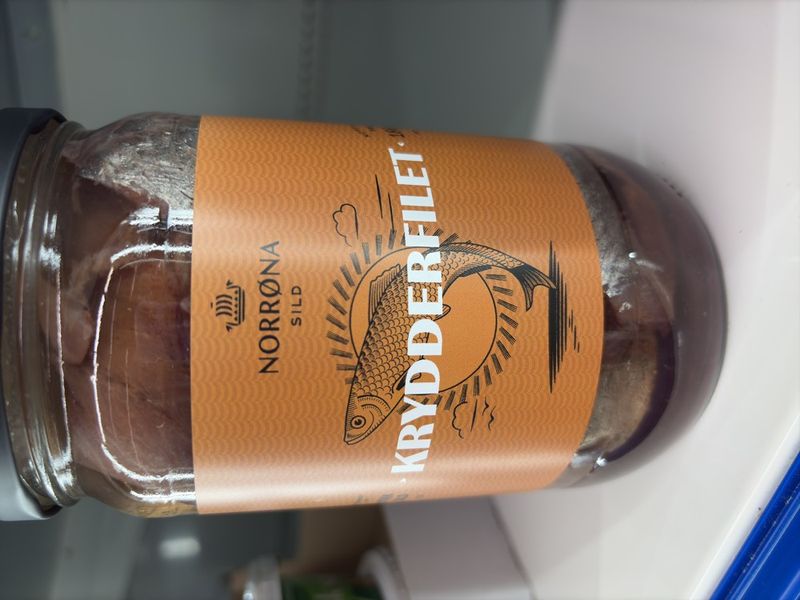 NORRØNA
SILD
• KRYDDERFILET •